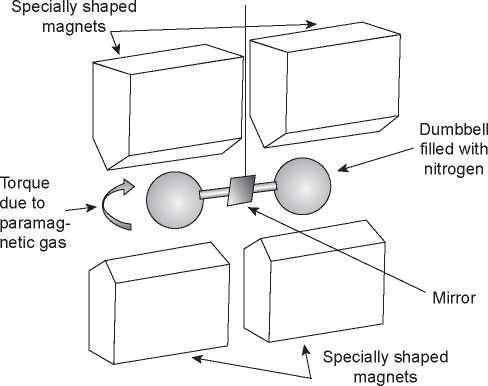 Specially shaped
magnets
Dumbbell
filled with
nitrogen
Torque
due to
paramag-
netic gas
Mirror
Specially shaped
magnets